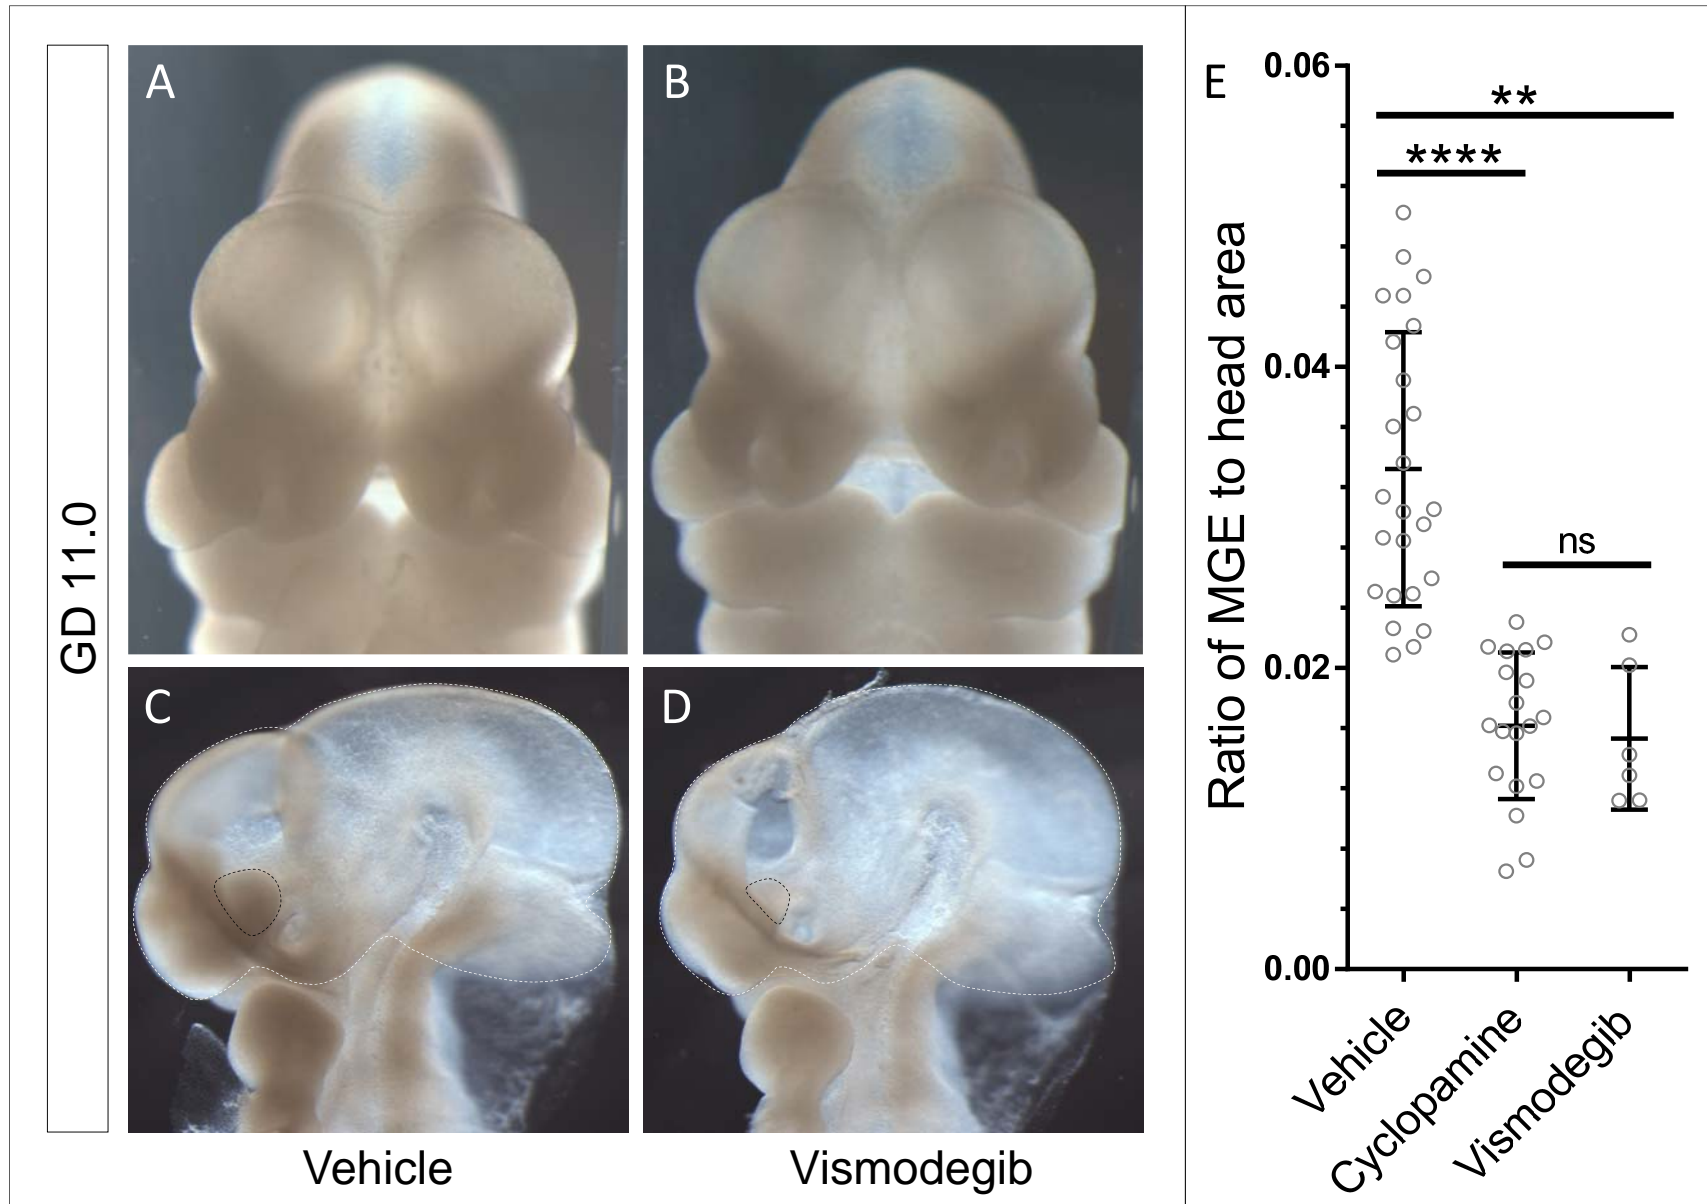 GD 11.0
A
B
C
D
Vehicle
Vismodegib
E
Ratio of MGE to head area
0.06
0.04
0.02
0.00
**
****
ns
Vehicle
Cyclopamine
Vismodegib